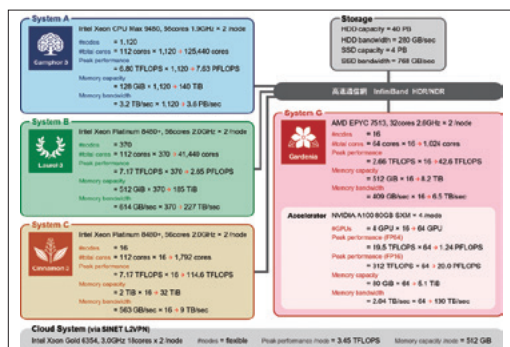 System A
Intel Xeon CPU Max 9480, 56cores 1.9GHz × 2 /node
Camphor 3
#nodes = 1,120
#total cores = 112 cores × 1,120 → 125,440 cores
Peak performance
= 6.80 TFLOPS × 1,120 → 7.63 PFLOPS
Memory capacity
= 128 GiB × 1,120 → 140 TiB
Memory bandwidth
= 3.2 TB/sec × 1,120 → 3.6 PB/sec
System B
Intel Xeon Platinum 8480+, 56cores 2.0GHz × 2 /node
Laurel 3
#nodes = 370
#total cores = 112 cores × 370 → 41,440 cores
Peak performance
= 7.17 TFLOPS × 370 → 2.65 PFLOPS
Memory capacity
= 512 GiB × 370 → 185 TiB
Memory bandwidth
= 614 GB/sec × 370 → 227 TB/sec
System C
Intel Xeon Platinum 8480+, 56cores 2.0GHz × 2 /node
Cinnamon 3
#nodes = 16
#total cores = 112 cores × 16 → 1,792 cores
Peak performance
= 7.17 TFLOPS × 16 → 114.6 TFLOPS
Memory capacity
= 2 TiB × 16 → 32 TiB
Memory bandwidth
= 563 GB/sec × 16 → 9 TB/sec
Storage
HDD capacity = 40 PB
HDD bandwidth = 280 GB/sec
SSD capacity = 4 PB
SSD bandwidth = 768 GB/sec
高速通信網 InfiniBand HDR/NDR
System G
AMD EPYC 7513, 32cores 2.6GHz × 2 /node
Gardenia
#nodes = 16
#total cores = 64 cores × 16 → 1,024 cores
Peak performance
= 2.66 TFLOPS × 16 → 42.6 TFLOPS
Memory capacity
= 512 GiB × 16 → 8.2 TiB
Memory bandwidth
= 409 GB/sec × 16 → 6.5 TB/sec
Accelerator
NVIDIA A100 80GB SXM × 4 /node
#GPUs = 4 GPU × 16 → 64 GPU
Peak performance (FP64)
= 19.5 TFLOPS × 64 → 1.24 PFLOPS
Peak performance (FP16)
= 312 TFLOPS × 64 → 20.0 PFLOPS
Memory capacity
= 80 GiB × 64 → 5.1 TiB
Memory bandwidth
= 2.04 TB/sec × 64 → 130 TB/sec
Cloud System (via SINET L2VPN)
Intel Xeon Gold 6354, 3.0GHz 18cores x 2 /node #nodes = flexible Peak performance /node = 3.45 TFLOPS Memory capacity /node = 512 GiB